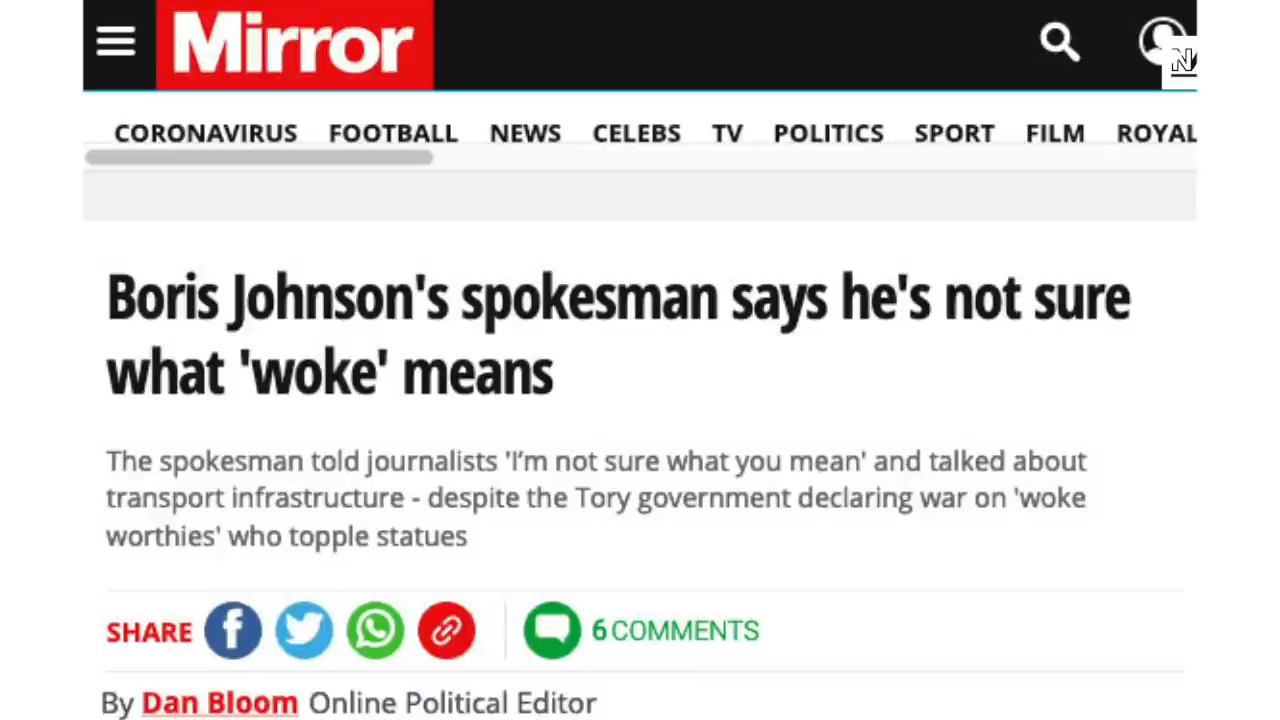 Mirror
CORONAVIRUS FOOTBALL NEWS CELEBS TV POLITICS SPORT FILM ROYAL
Boris Johnson's spokesman says he's not sure
what 'woke' means
The spokesman told journalists 'I’m not sure what you mean' and talked about
transport infrastructure - despite the Tory government declaring war on 'woke
worthies' who topple statues
SHARE 6 COMMENTS
By Dan Bloom Online Political Editor